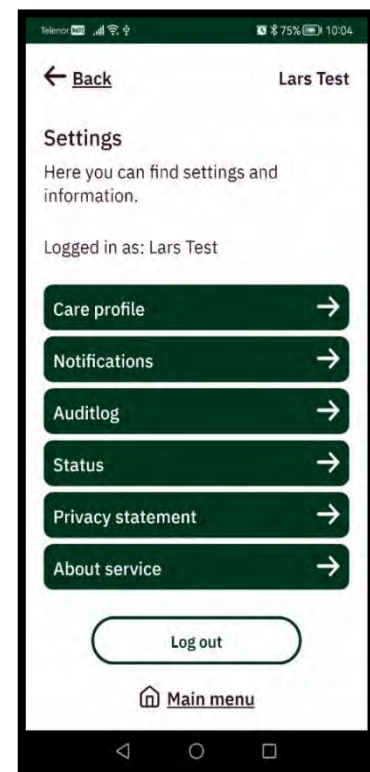 Telenor 75% 10:04
Back Lars Test
Settings
Here you can find settings and
information.
Logged in as: Lars Test
Care profile
Notifications
Auditlog
Status
Privacy statement
About service
Log out
Main menu